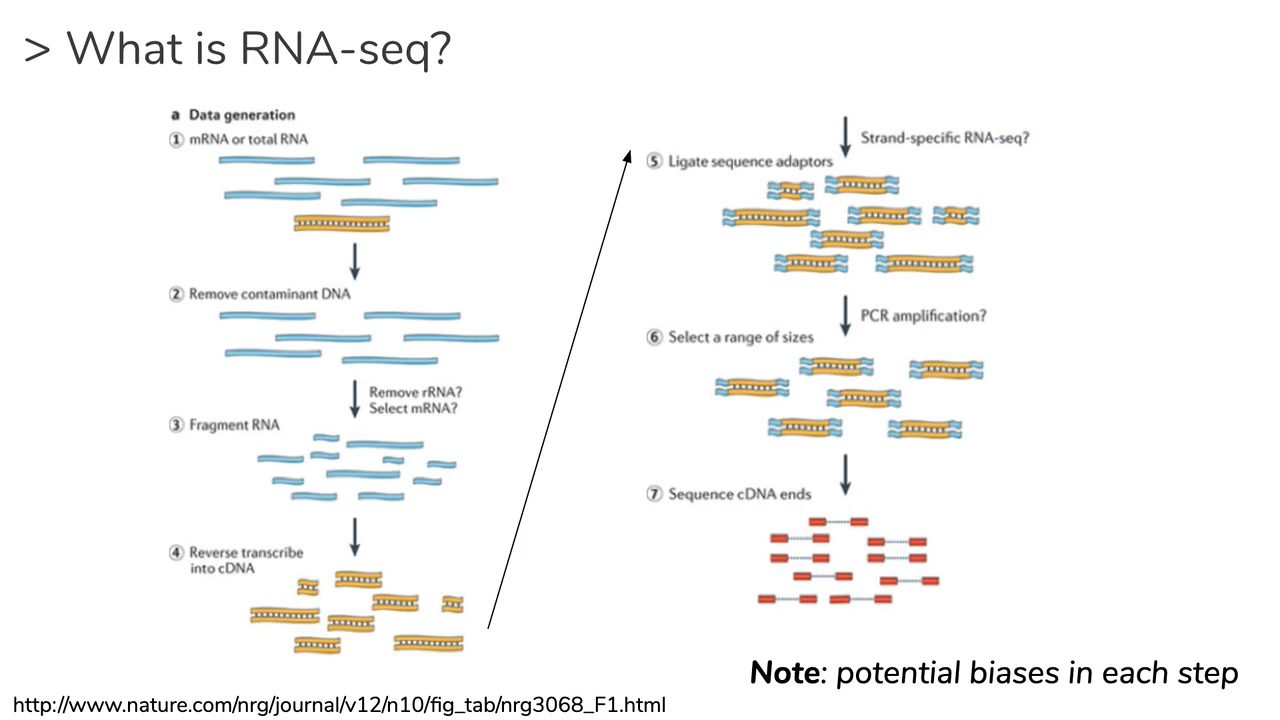 > What is RNA-seq?
a Data generation
① mRNA or total RNA
② Remove contaminant DNA
Remove rRNA?
Select mRNA?
③ Fragment RNA
④ Reverse transcribe
into cDNA
Strand-specific RNA-seq?
⑤ Ligate sequence adaptors
PCR amplification?
⑥ Select a range of sizes
⑦ Sequence cDNA ends
Note: potential biases in each step
http://www.nature.com/nrg/journal/v12/n10/fig_tab/nrg3068_F1.html